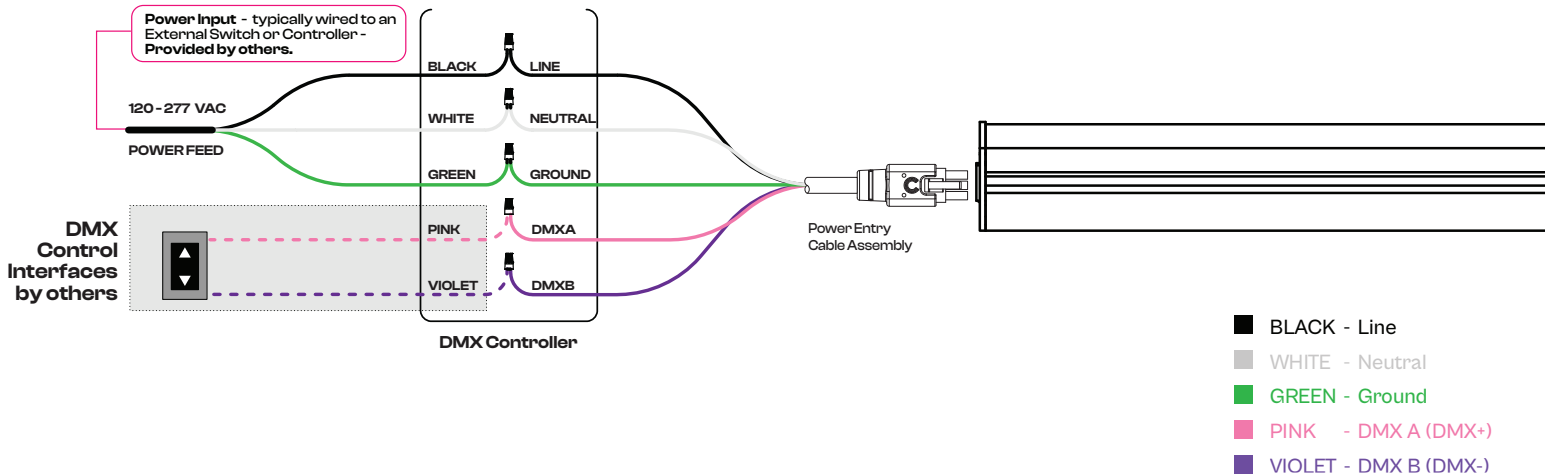 Power Input - typically wired to an
External Switch or Controller -
Provided by others.
120-277 VAC
POWER FEED
BLACK
LINE
WHITE
NEUTRAL
GREEN
GROUND
PINK
DMXA
VIOLET
DMXB
DMX
Control
Interfaces
by others
DMX Controller
Power Entry
Cable Assembly
C
BLACK - Line
WHITE - Neutral
GREEN - Ground
PINK - DMX A (DMX+)
VIOLET - DMX B (DMX-)